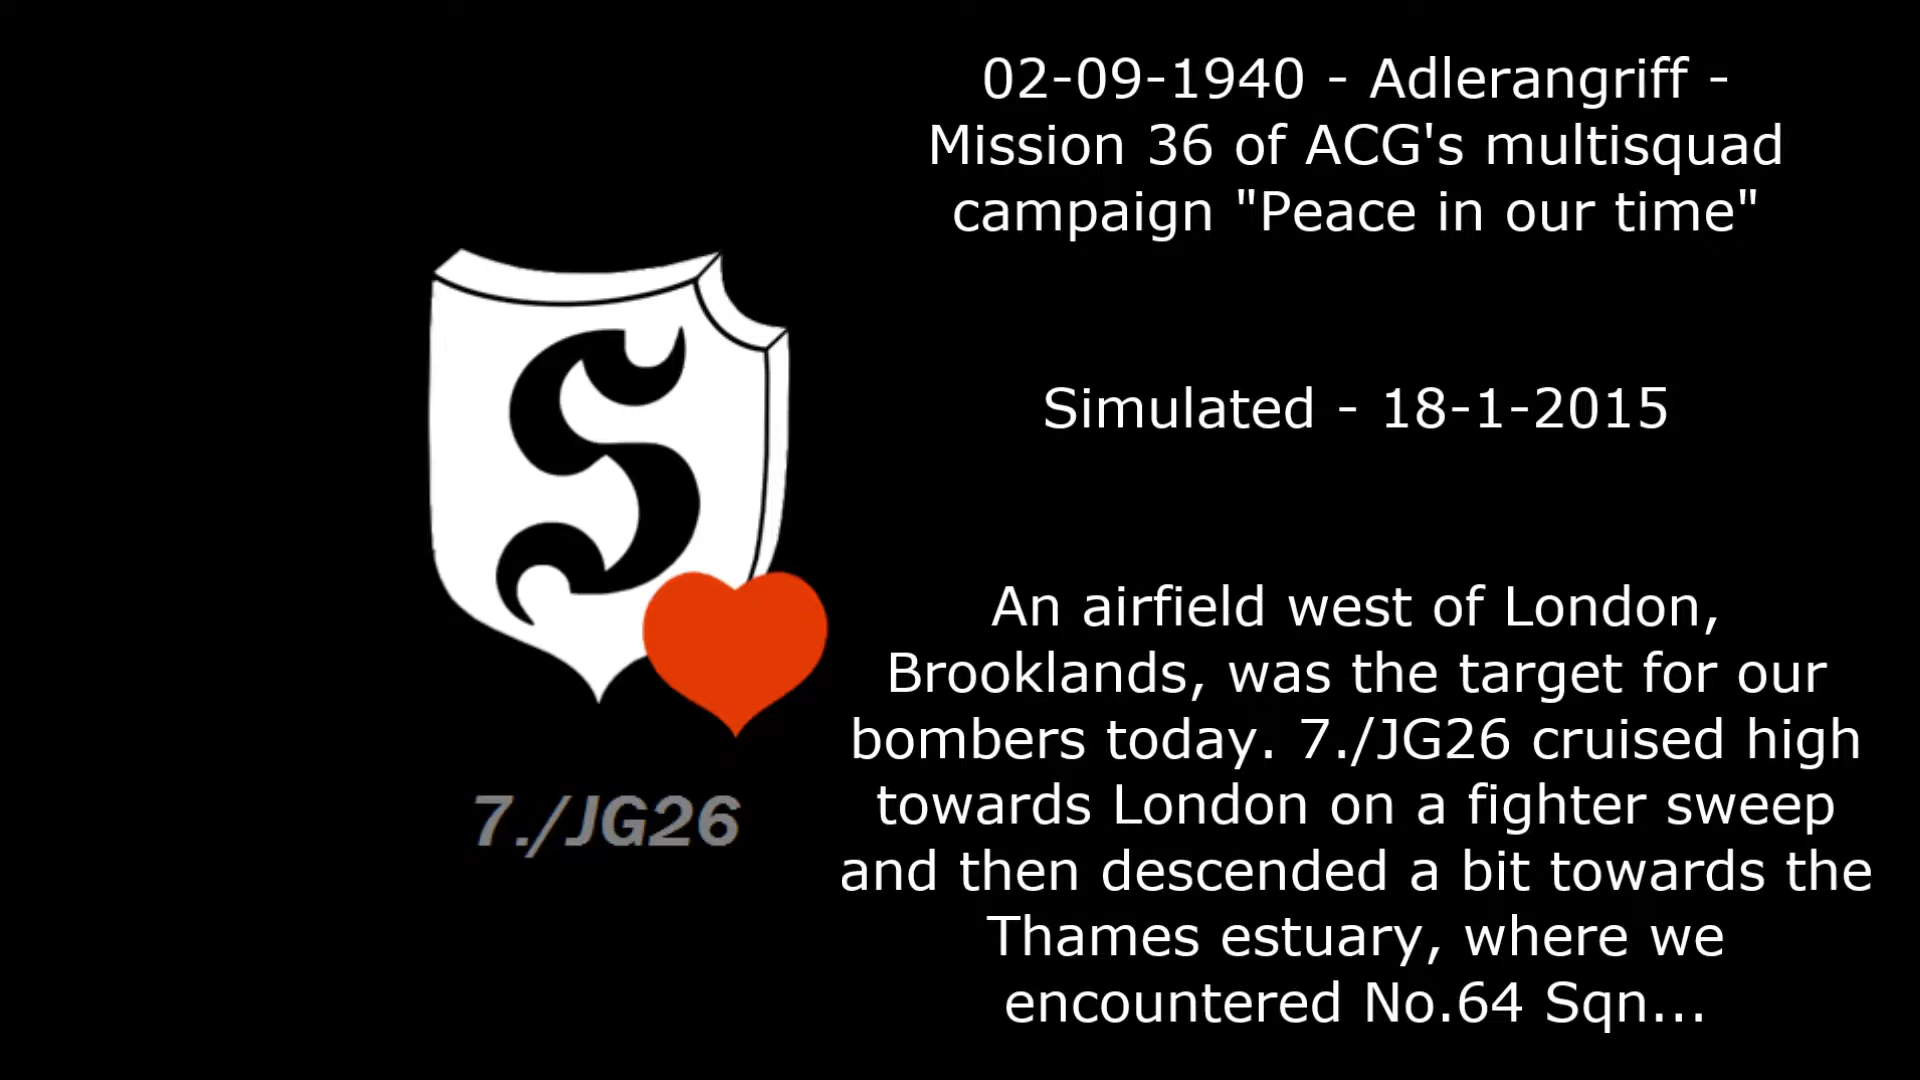 02-09-1940 - Adlerangriff -
Mission 36 of ACG's multisquad
campaign "Peace in our time"
Simulated - 18-1-2015
S
7./JG26
An airfield west of London,
Brooklands, was the target for our
bombers today. 7./JG26 cruised high
towards London on a fighter sweep
and then descended a bit towards the
Thames estuary, where we
encountered No.64 Sqn...